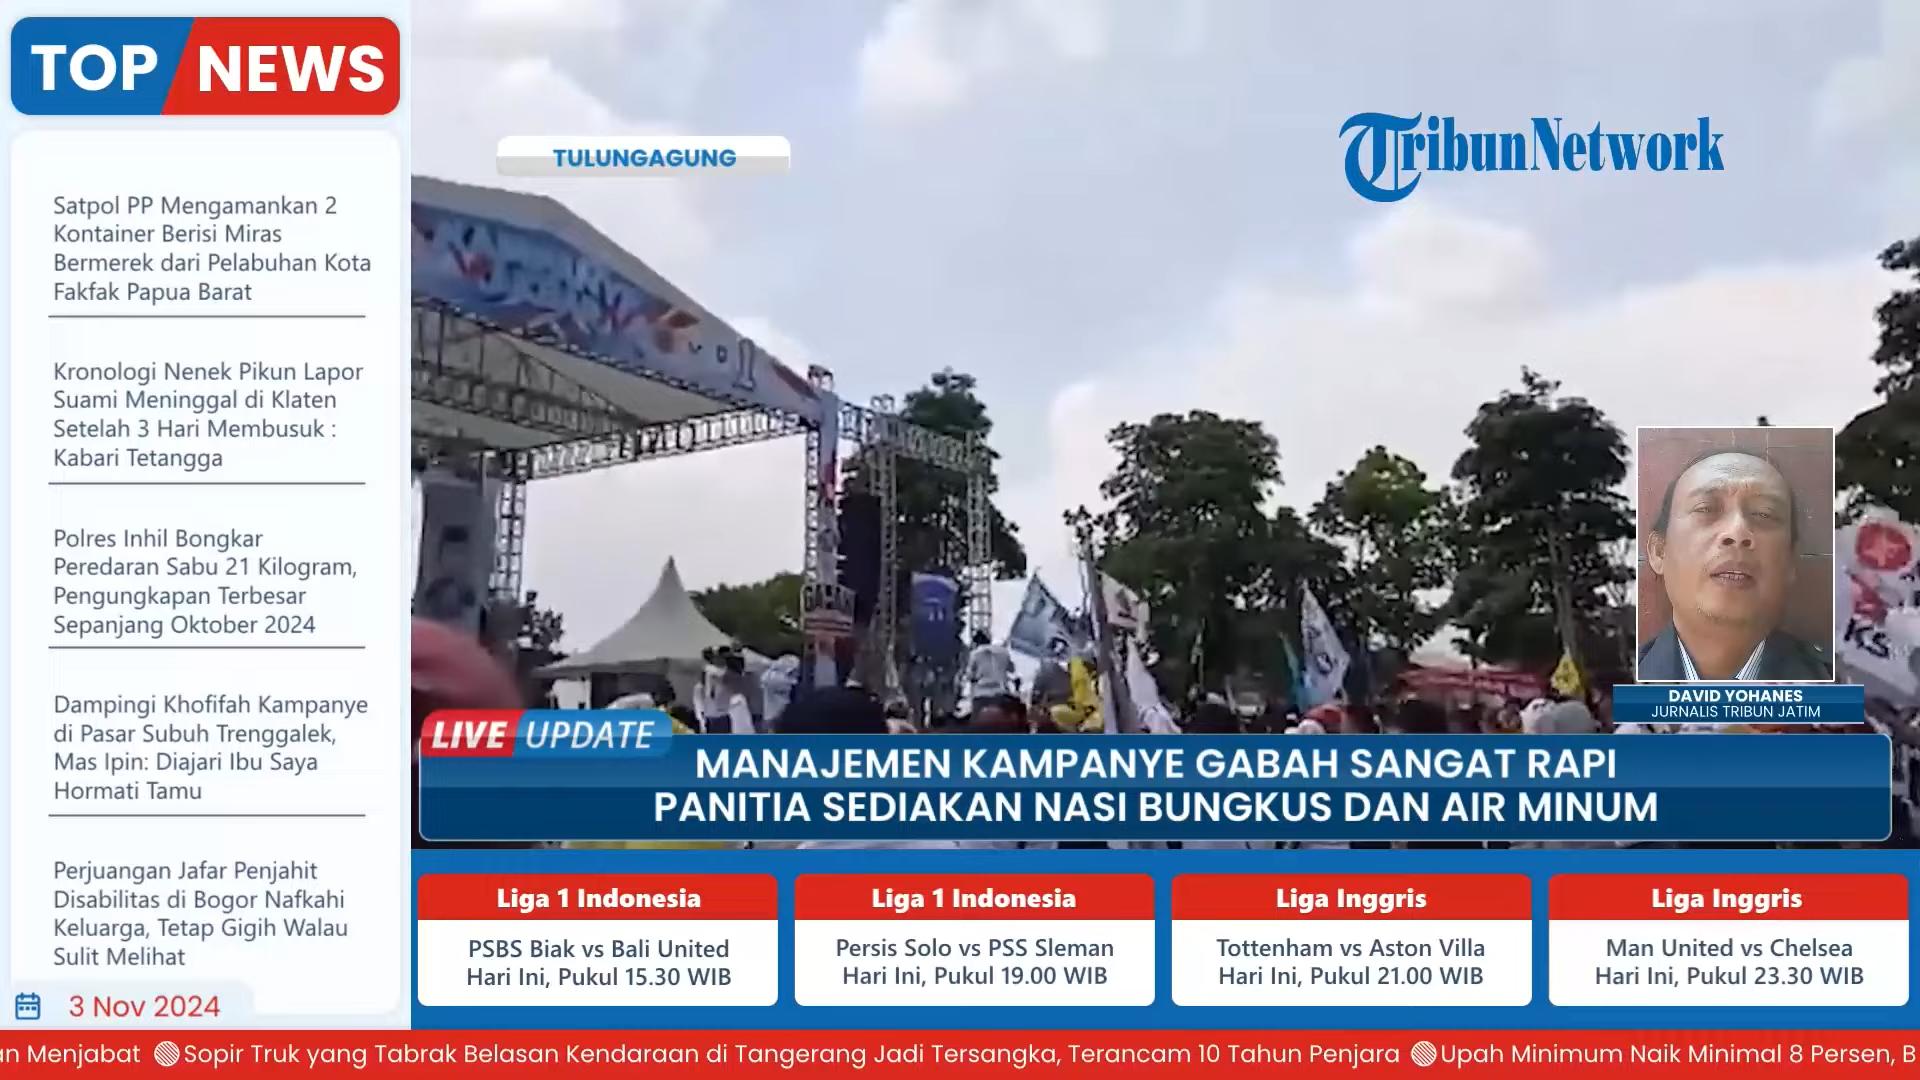 TOP NEWS
Satpol PP Mengamankan 2
Kontainer Berisi Miras
Bermerek dari Pelabuhan Kota
Fakfak Papua Barat
Kronologi Nenek Pikun Lapor
Suami Meninggal di Klaten
Setelah 3 Hari Membusuk :
Kabari Tetangga
Polres Inhil Bongkar
Peredaran Sabu 21 Kilogram,
Pengungkapan Terbesar
Sepanjang Oktober 2024
Dampingi Khofifah Kampanye
di Pasar Subuh Trenggalek,
Mas Ipin: Diajari Ibu Saya
Hormati Tamu
Perjuangan Jafar Penjahit
Disabilitas di Bogor Nafkahi
Keluarga, Tetap Gigih Walau
Sulit Melihat
3 Nov 2024
TULUNGAGUNG
TribunNetwork
DAVID YOHANES
JURNALIS TRIBUN JATIM
LIVE UPDATE
MANAJEMEN KAMPANYE GABAH SANGAT RAPI
PANITIA SEDIAKAN NASI BUNGKUS DAN AIR MINUM
Liga 1 Indonesia
PSBS Biak vs Bali United
Hari Ini, Pukul 15.30 WIB
Liga 1 Indonesia
Persis Solo vs PSS Sleman
Hari Ini, Pukul 19.00 WIB
Liga Inggris
Tottenham vs Aston Villa
Hari Ini, Pukul 21.00 WIB
Liga Inggris
Man United vs Chelsea
Hari Ini, Pukul 23.30 WIB
an Menjabat Sopir Truk yang Tabrak Belasan Kendaraan di Tangerang Jadi Tersangka, Terancam 10 Tahun Penjara Upah Minimum Naik Minimal 8 Persen, B